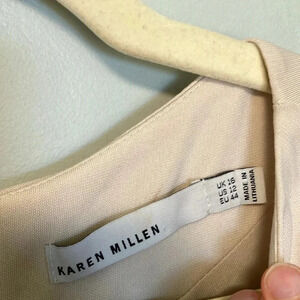 KAREN MILLEN
UK 16
US 12
EU 44
MADE IN
LITHUANIA